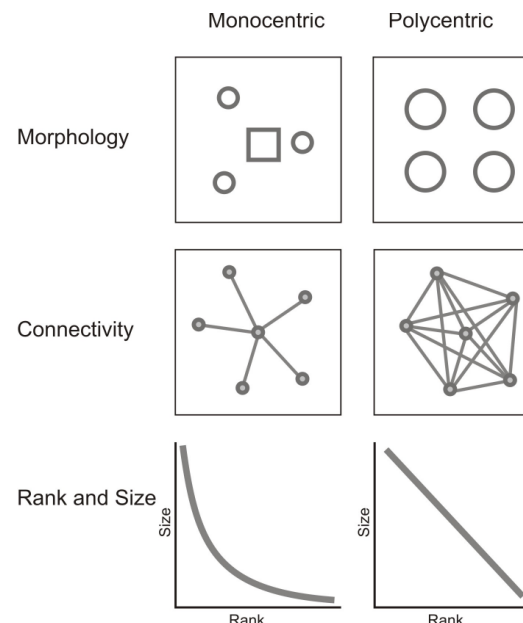 Monocentric Polycentric
Morphology
Connectivity
Rank and Size
Size
Size
Rank Rank